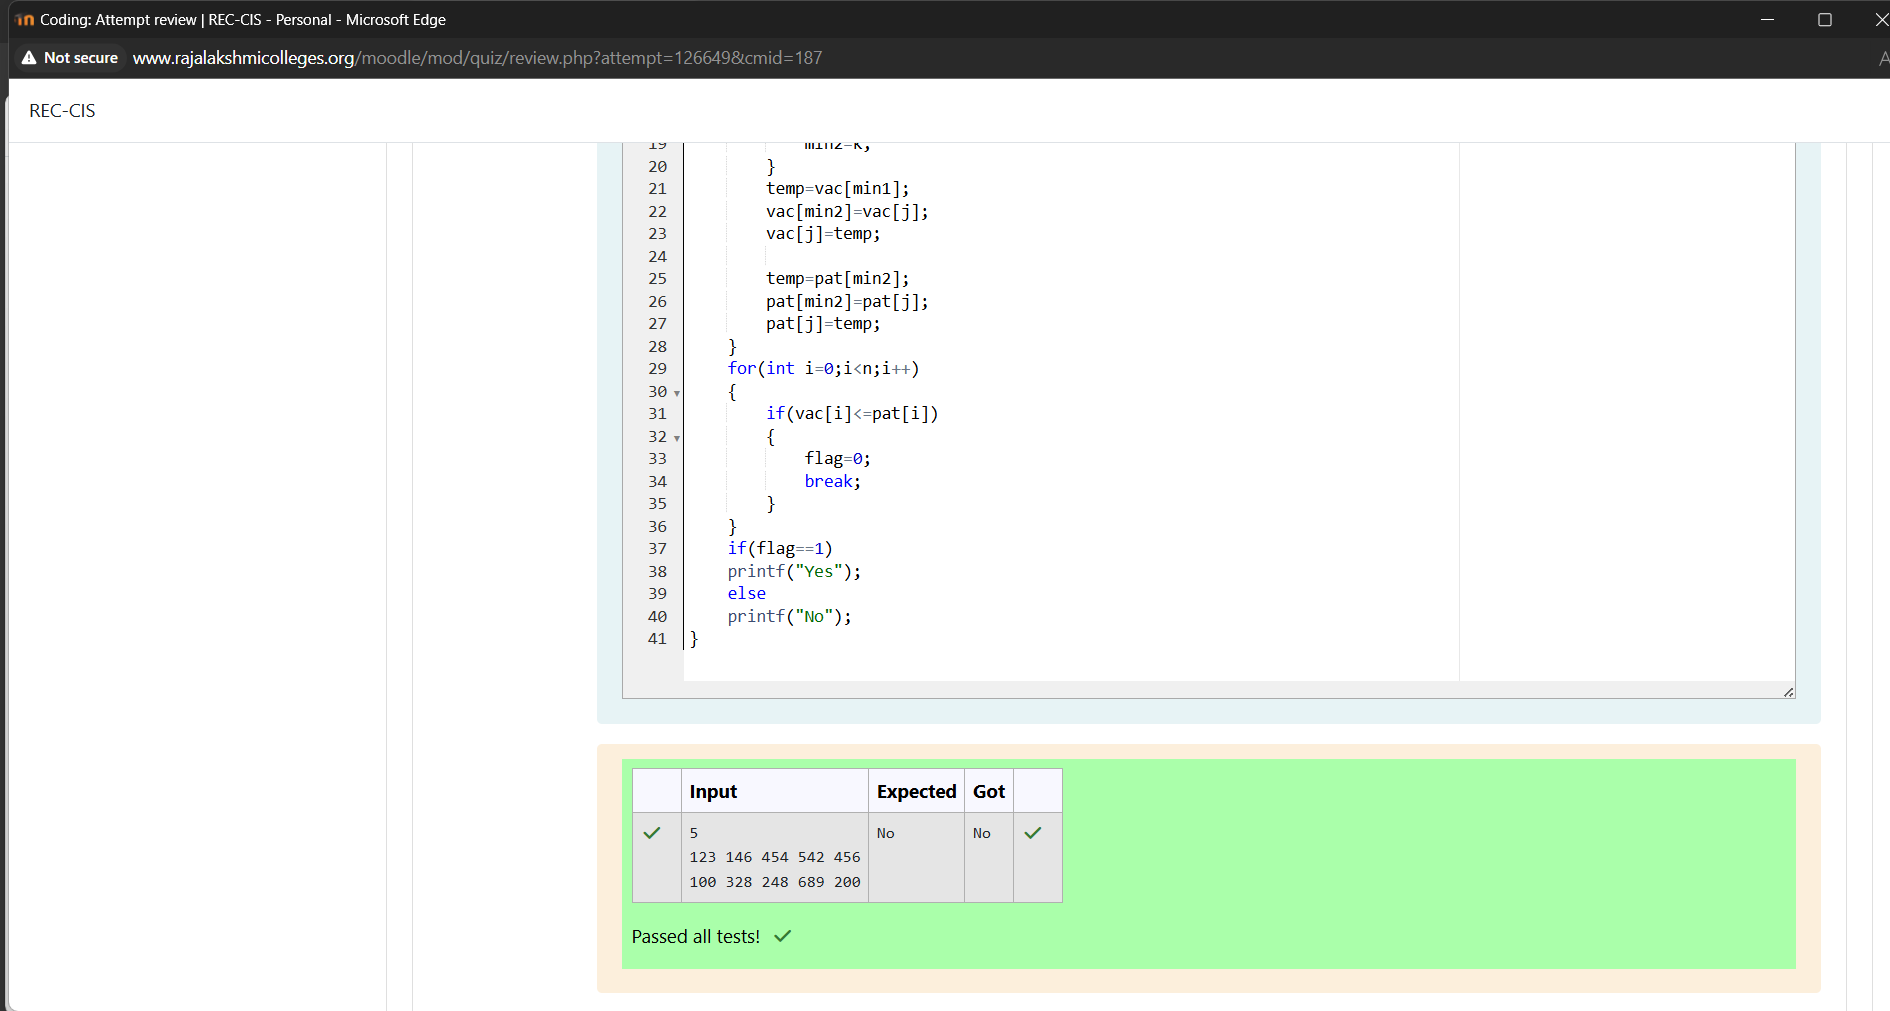 Coding: Attempt review | REC-CIS - Personal - Microsoft Edge
Not secure www.rajalakshmicolleges.org/moodle/mod/quiz/review.php?attempt=126649&cmid=187
REC-CIS
19 min2=k;
20 }
21 temp=vac[min1];
22 vac[min2]=vac[j];
23 vac[j]=temp;
24
25 temp=pat[min2];
26 pat[min2]=pat[j];
27 pat[j]=temp;
28 }
29 for(int i=0;i<n;i++)
30 {
31 if(vac[i]<=pat[i])
32 {
33 flag=0;
34 break;
35 }
36 }
37 if(flag==1)
38 printf("Yes");
39 else
40 printf("No");
41 }
Input Expected Got
5 No No
123 146 454 542 456
100 328 248 689 200
Passed all tests!